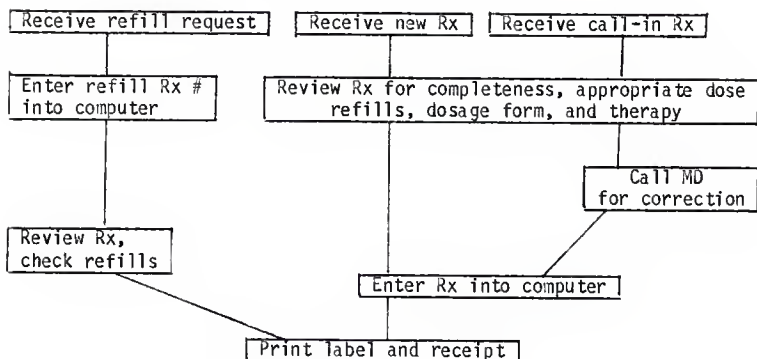 Receive refill request
Receive new Rx
Receive call-in Rx
Enter refill Rx #
into computer
Review Rx for completeness, appropriate dose
refills, dosage form, and therapy
Call MD
for correction
Review Rx,
check refills
Enter Rx into computer
Print label and receipt